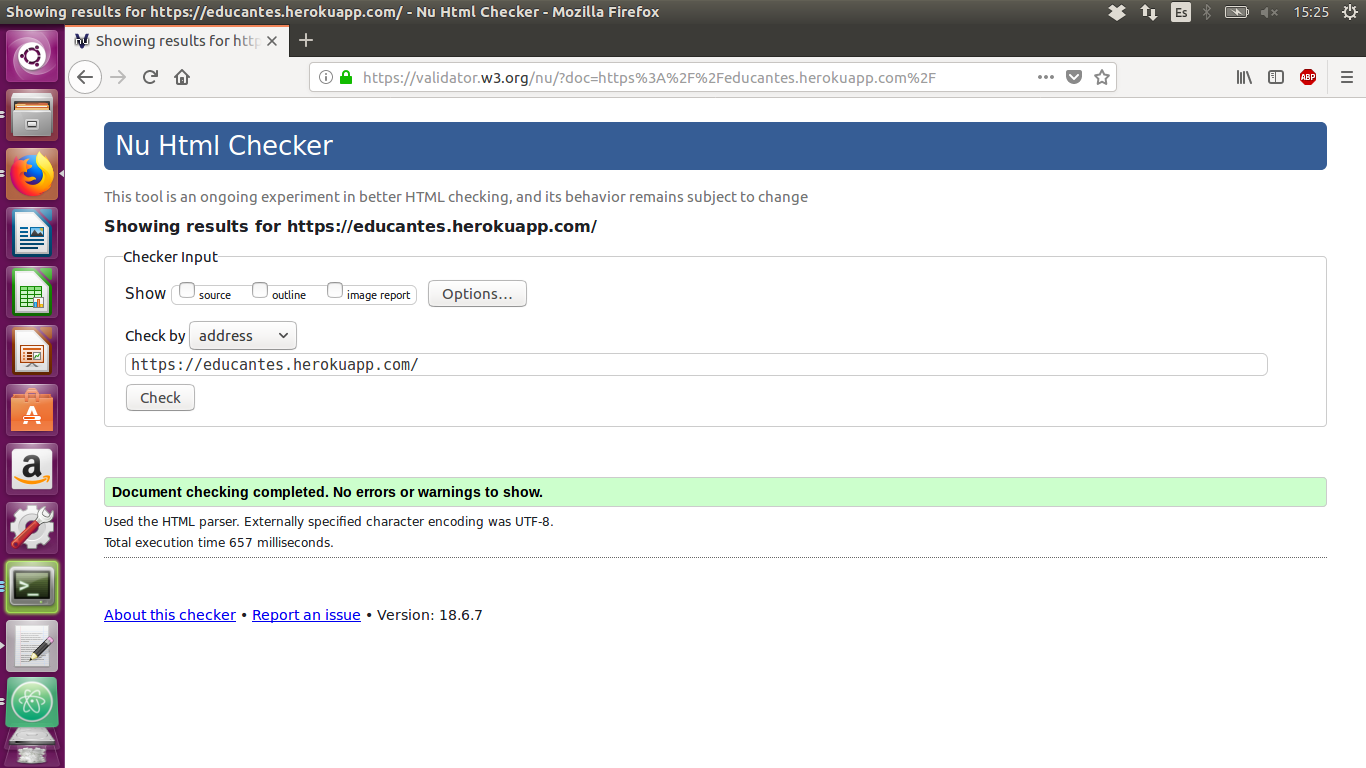 Showing results for https://educantes.herokuapp.com/ - Nu Html Checker - Mozilla Firefox
Es
15:25
Showing results for http
https://validator.w3.org/nu/?doc=https%3A%2F%2Feducantes.herokuapp.com%2F
ABP
Nu Html Checker
This tool is an ongoing experiment in better HTML checking, and its behavior remains subject to change
Showing results for https://educantes.herokuapp.com/
Checker Input
Show source outline image report Options...
Check by address
https://educantes.herokuapp.com/
Check
Document checking completed. No errors or warnings to show.
Used the HTML parser. Externally specified character encoding was UTF-8.
Total execution time 657 milliseconds.
About this checker • Report an issue • Version: 18.6.7